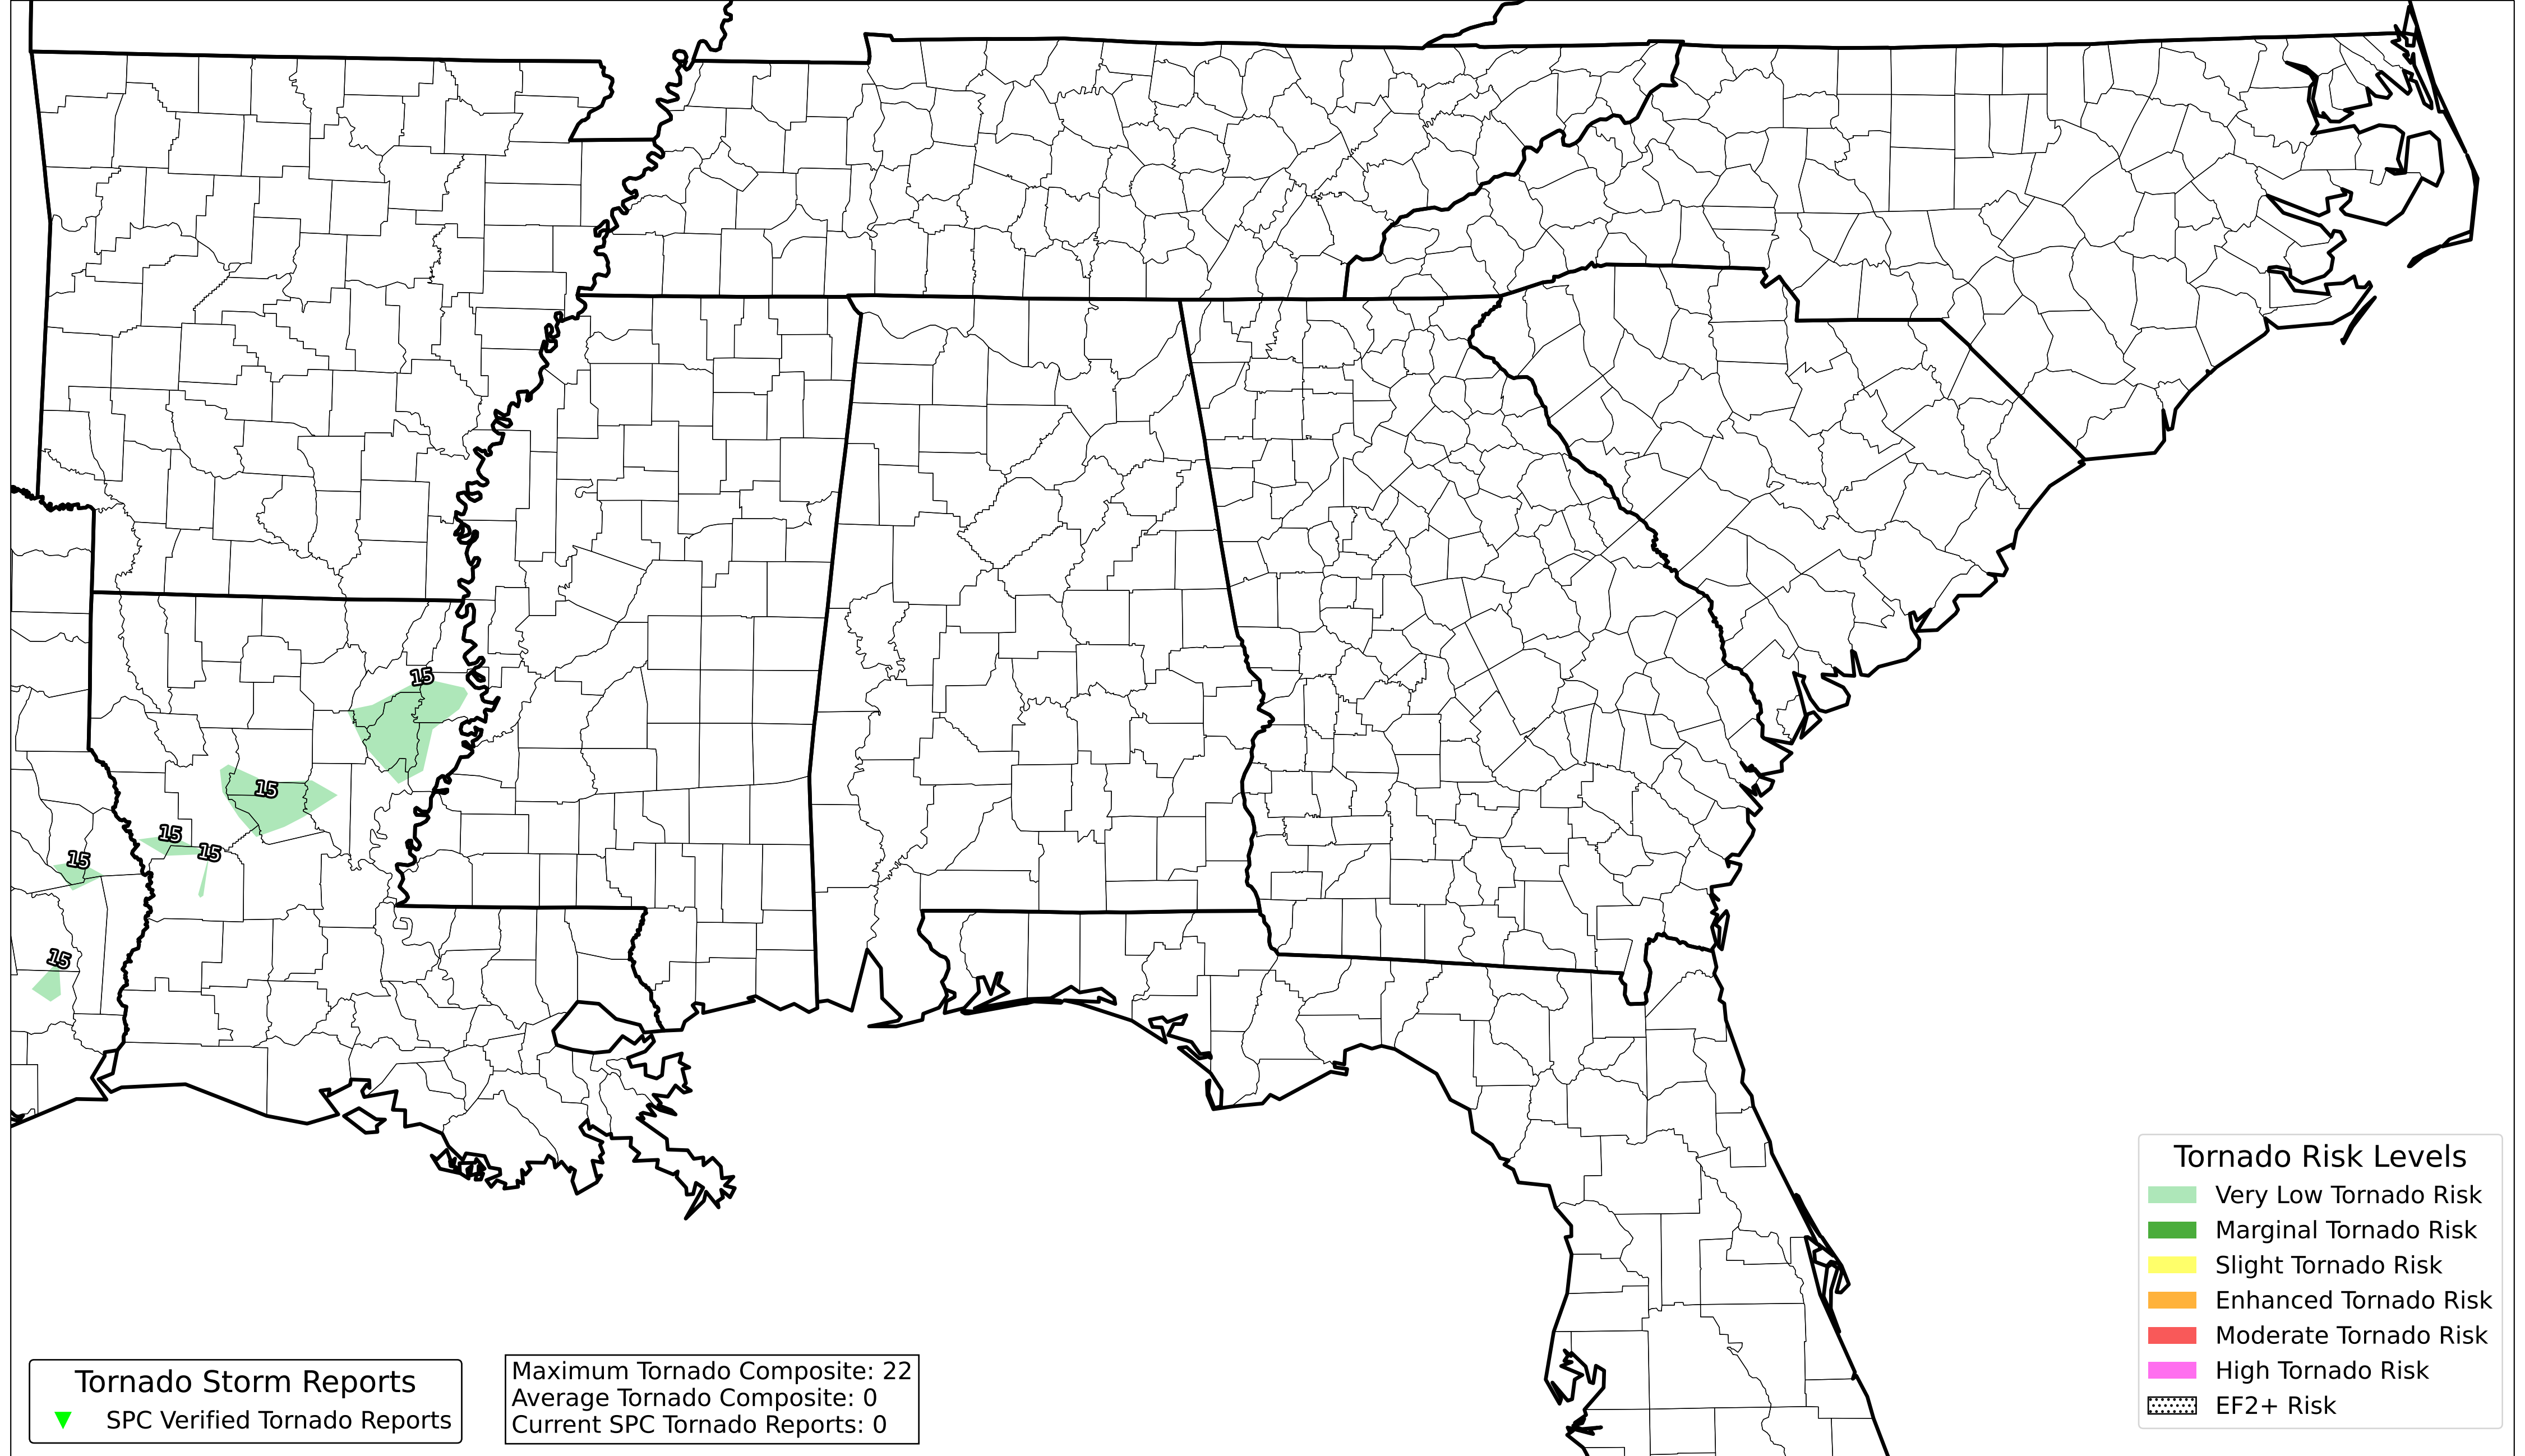 15
15
15
15
15
15
Tornado Storm Reports
SPC Verified Tornado Reports
Maximum Tornado Composite: 22
Average Tornado Composite: 0
Current SPC Tornado Reports: 0
Tornado Risk Levels
Very Low Tornado Risk
Marginal Tornado Risk
Slight Tornado Risk
Enhanced Tornado Risk
Moderate Tornado Risk
High Tornado Risk
EF2+ Risk